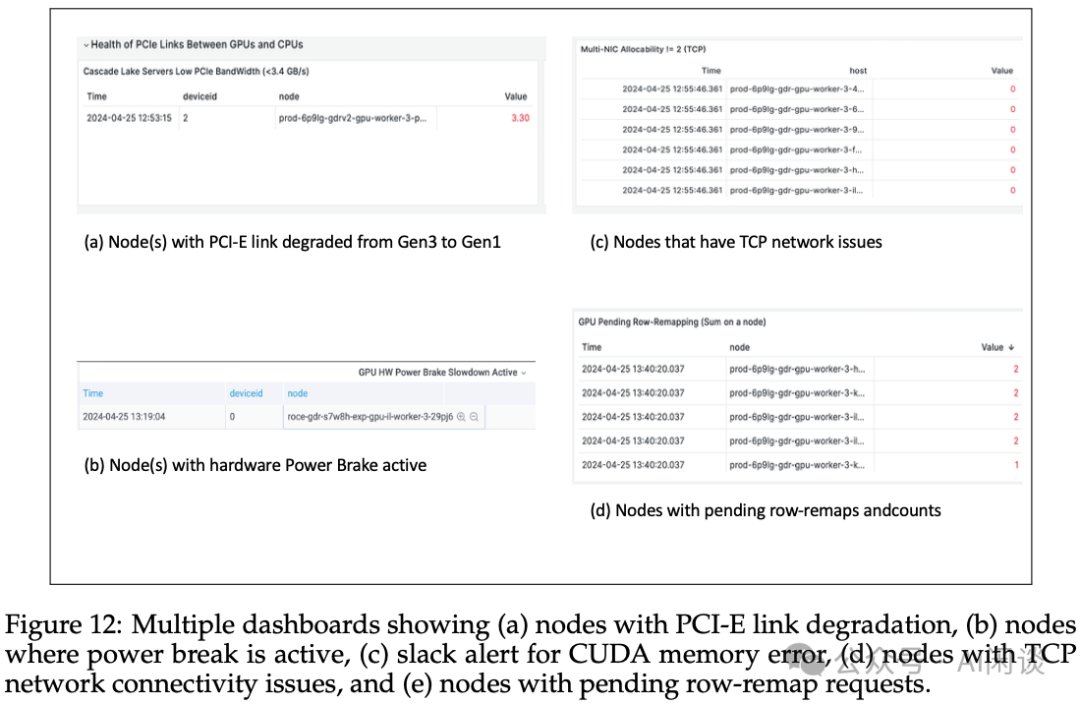 Health of PCIe Links Between GPUs and CPUs
Cascade Lake Servers Low PCIe BandWidth (<3.4 GB/s)
Time deviceid node Value
2024-04-25 12:53:15 2 prod-6p9lg-gdrv2-gpu-worker-3-p... 3.30
(a) Node(s) with PCI-E link degraded from Gen3 to Gen1
Multi-NIC Allocability != 2 (TCP)
Time host Value
2024-04-25 12:55:46.361 prod-6p9lg-gdr-gpu-worker-3-4... 0
2024-04-25 12:55:46.361 prod-6p9lg-gdr-gpu-worker-3-6... 0
2024-04-25 12:55:46.361 prod-6p9lg-gdr-gpu-worker-3-9... 0
2024-04-25 12:55:46.361 prod-6p9lg-gdr-gpu-worker-3-f... 0
2024-04-25 12:55:46.361 prod-6p9lg-gdr-gpu-worker-3-h... 0
2024-04-25 12:55:46.361 prod-6p9lg-gdr-gpu-worker-3-il... 0
(c) Nodes that have TCP network issues
GPU HW Power Brake Slowdown Active
Time deviceid node
2024-04-25 13:19:04 0 roce-gdr-s7w8h-exp-gpu-il-worker-3-29pj6
(b) Node(s) with hardware Power Brake active
GPU Pending Row-Remapping (Sum on a node)
Time node Value ↓
2024-04-25 13:40:20.037 prod-6p9lg-gdr-gpu-worker-3-h... 2
2024-04-25 13:40:20.037 prod-6p9lg-gdr-gpu-worker-3-k... 2
2024-04-25 13:40:20.037 prod-6p9lg-gdr-gpu-worker-3-il... 2
2024-04-25 13:40:20.037 prod-6p9lg-gdr-gpu-worker-3-il... 2
2024-04-25 13:40:20.037 prod-6p9lg-gdr-gpu-worker-3-k... 1
(d) Nodes with pending row-remaps andcounts
Figure 12: Multiple dashboards showing (a) nodes with PCI-E link degradation, (b) nodes
where power break is active, (c) slack alert for CUDA memory error, (d) nodes with TCP
network connectivity issues, and (e) nodes with pending row-remap requests.
公众号 · AI闲谈